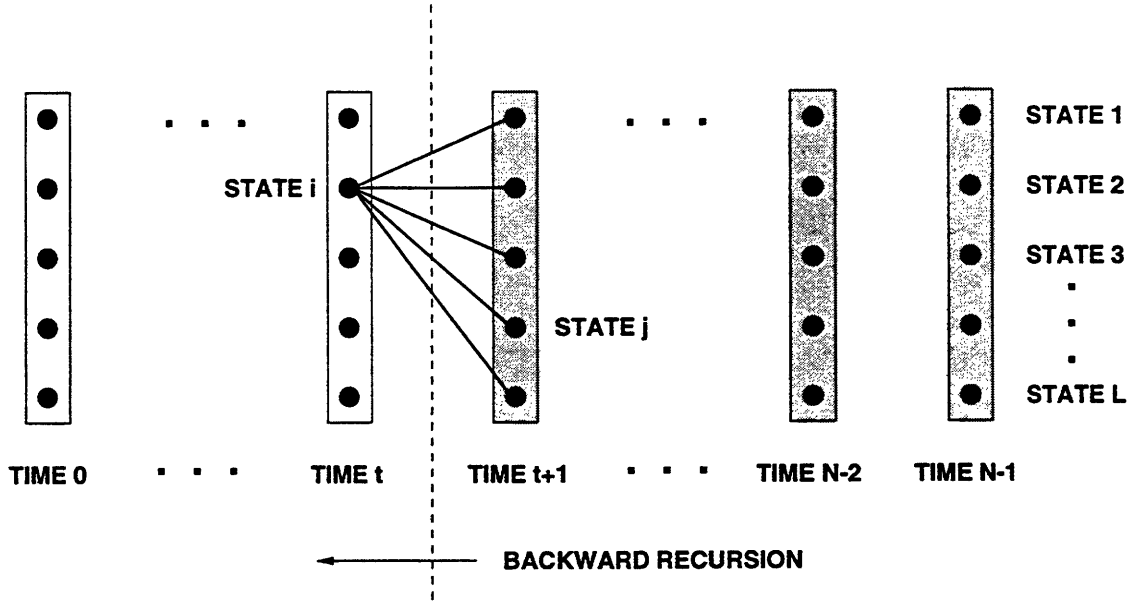 STATE 1
STATE i
STATE 2
STATE 3
STATE j
STATE L
TIME 0 . . . TIME t TIME t+1 . . . TIME N-2 TIME N-1
BACKWARD RECURSION